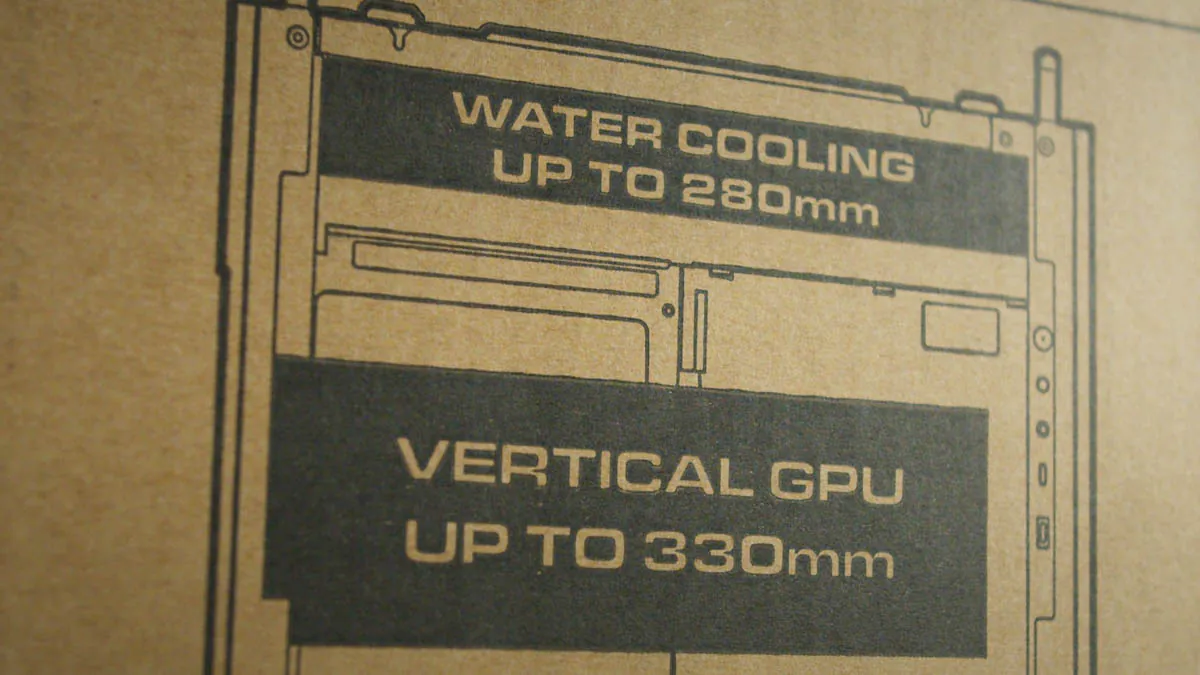 WATER COOLING
UP TO 280mm
VERTICAL GPU
UP TO 330mm